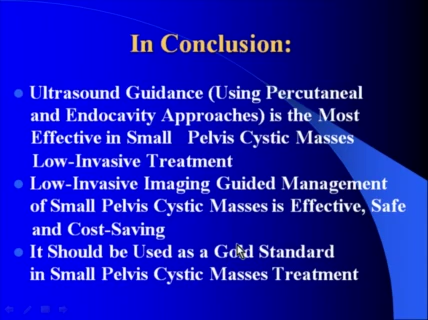 In Conclusion:
Ultrasound Guidance (Using Percutaneal
and Endocavity Approaches) is the Most
Effective in Small Pelvis Cystic Masses
Low-Invasive Treatment
Low-Invasive Imaging Guided Management
of Small Pelvis Cystic Masses is Effective, Safe
and Cost-Saving
It Should be Used as a Gold Standard
in Small Pelvis Cystic Masses Treatment